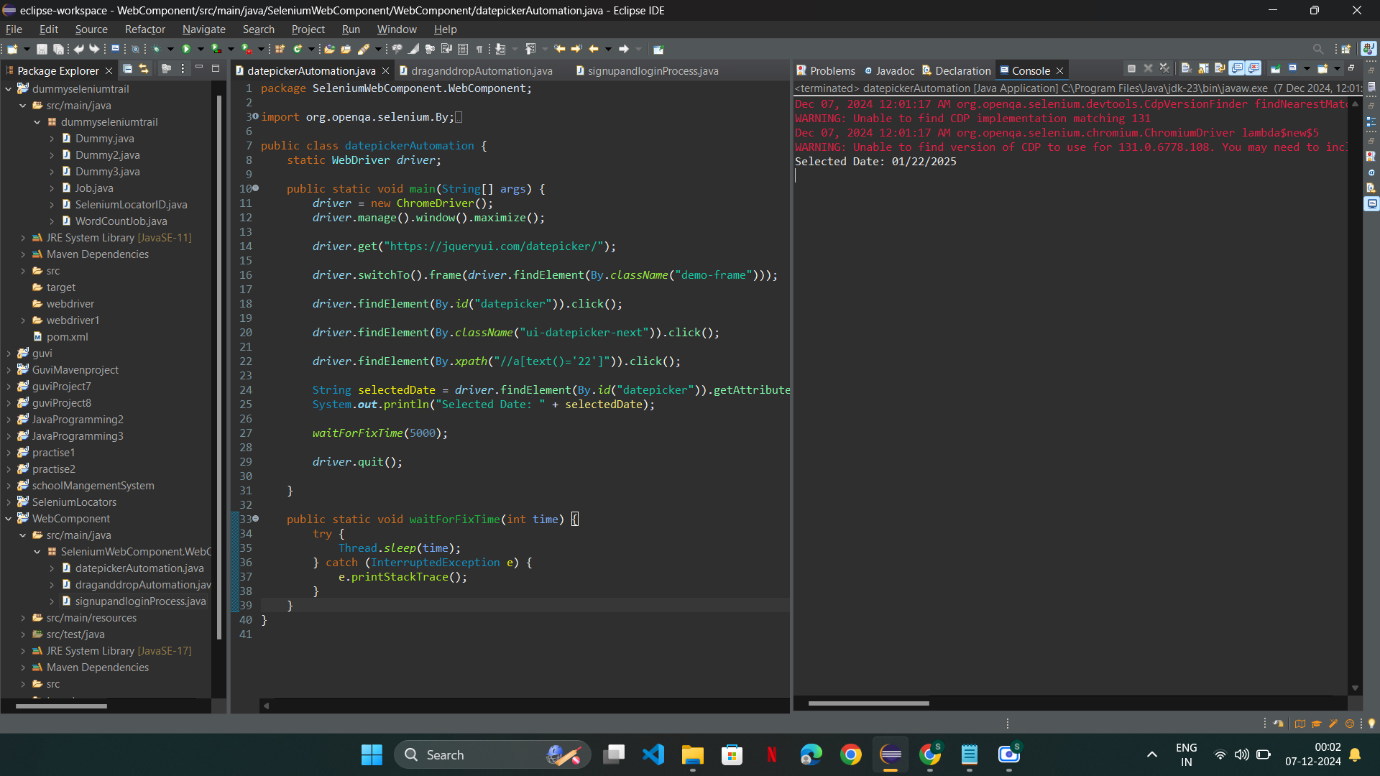 eclipse-workspace - WebComponent/src/main/java/SeleniumWebComponent/WebComponent/datepickerAutomation.java - Eclipse IDE
File Edit Source Refactor Navigate Search Project Run Window Help
Package Explorer
dummyseleniumtrail
src/main/java
dummyseleniumtrail
Dummy.java
Dummy2.java
Dummy3.java
Job.java
SeleniumLocatorID.java
WordCountJob.java
JRE System Library [JavaSE-11]
Maven Dependencies
src
target
webdriver
webdriver1
pom.xml
guvi
GuviMavenproject
guviProject7
guviProject8
JavaProgramming2
JavaProgramming3
practise1
practise2
schoolMangementSystem
SeleniumLocators
WebComponent
src/main/java
SeleniumWebComponent.WebC
datepickerAutomation.java
draganddropAutomation.jav
signupandloginProcess.java
src/main/resources
src/test/java
JRE System Library [JavaSE-17]
Maven Dependencies
src
datepickerAutomation.java draganddropAutomation.java signupandloginProcess.java
1 package SeleniumWebComponent.WebComponent;
2
3 import org.openqa.selenium.By;
6
7 public class datepickerAutomation {
8 static WebDriver driver;
9
10 public static void main(String[] args) {
11 driver = new ChromeDriver();
12 driver.manage().window().maximize();
13
14 driver.get("https://jqueryui.com/datepicker/");
15
16 driver.switchTo().frame(driver.findElement(By.className("demo-frame")));
17
18 driver.findElement(By.id("datepicker")).click();
19
20 driver.findElement(By.className("ui-datepicker-next")).click();
21
22 driver.findElement(By.xpath("//a[text()='22']")).click();
23
24 String selectedDate = driver.findElement(By.id("datepicker")).getAttribute
25 System.out.println("Selected Date: " + selectedDate);
26
27 waitForFixTime(5000);
28
29 driver.quit();
30
31 }
32
33 public static void waitForFixTime(int time) {
34 try {
35 Thread.sleep(time);
36 } catch (InterruptedException e) {
37 e.printStackTrace();
38 }
39 }
40 }
41
Problems Javadoc Declaration Console
<terminated> datepickerAutomation [Java Application] C:\Program Files\Java\jdk-23\bin\javaw.exe (7 Dec 2024, 12:01:
Dec 07, 2024 12:01:17 AM org.openqa.selenium.devtools.CdpVersionFinder findNearestMatc
WARNING: Unable to find CDP implementation matching 131
Dec 07, 2024 12:01:17 AM org.openqa.selenium.chromium.ChromiumDriver lambda$new$5
WARNING: Unable to find version of CDP to use for 131.0.6778.108. You may need to incl
Selected Date: 01/22/2025
Search
ENG
IN
00:02
07-12-2024